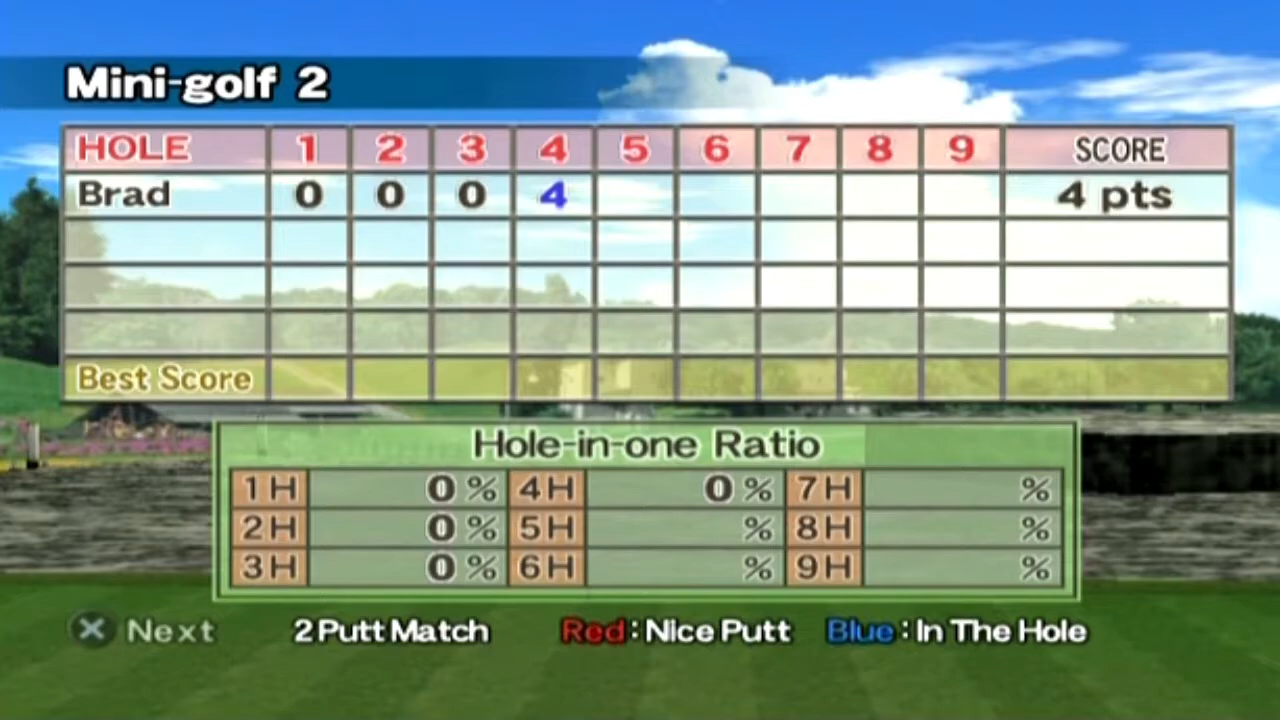 Mini-golf 2
HOLE 1 2 3 4 5 6 7 8 9 SCORE
Brad 0 0 0 4 4 pts
Best Score
Hole-in-one Ratio
1H 0 % 4H 0 % 7H %
2H 0 % 5H % 8H %
3H 0 % 6H % 9H %
Next 2 Putt Match Red : Nice Putt Blue : In The Hole